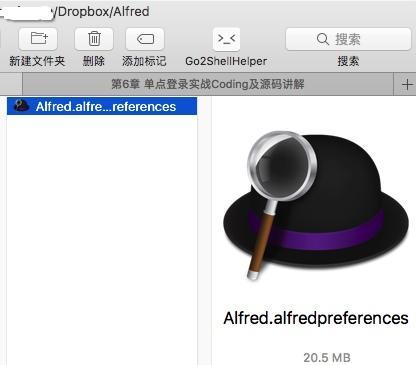 /Dropbox/Alfred
新建文件夹 删除 添加标记 Go2ShellHelper 搜索
搜索
第6章 单点登录实战Coding及源码讲解
Alfred.alfre...references
Alfred.alfredpreferences
20.5 MB